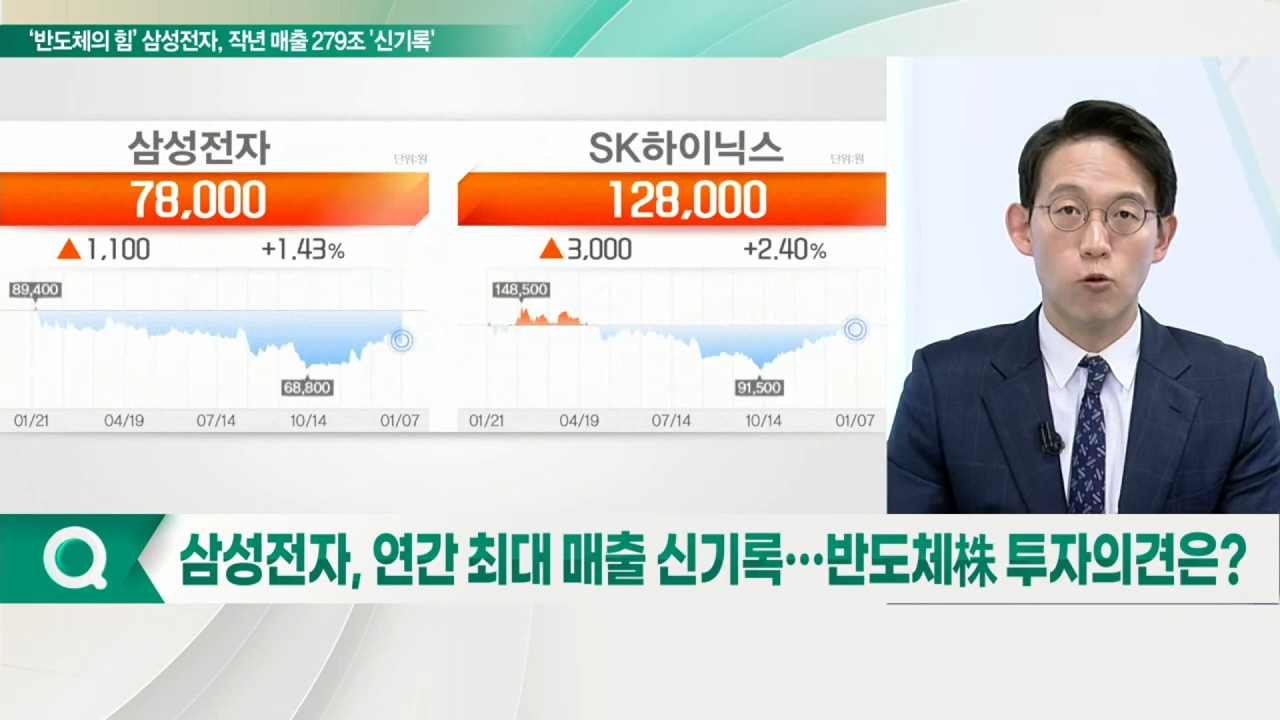 ‘반도체의 힘’ 삼성전자, 작년 매출 279조 '신기록'
삼성전자
단위:원
78,000
▲1,100 +1.43%
89,400
68,800
01/21 04/19 07/14 10/14 01/07
SK하이닉스
단위:원
128,000
▲3,000 +2.40%
148,500
91,500
01/21 04/19 07/14 10/14 01/07
Q
삼성전자, 연간 최대 매출 신기록…반도체株 투자의견은?